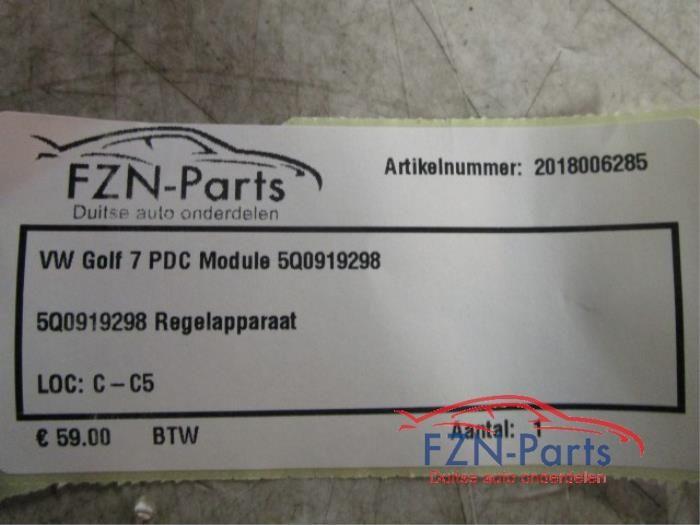 FZN-Parts
Duitse auto onderdelen
Artikelnummer: 2018006285
VW Golf 7 PDC Module 5Q0919298
5Q0919298 Regelapparaat
LOC: C - C5
€ 59.00 BTW Aantal: 1
FZN-Parts
Duitse auto onderdelen